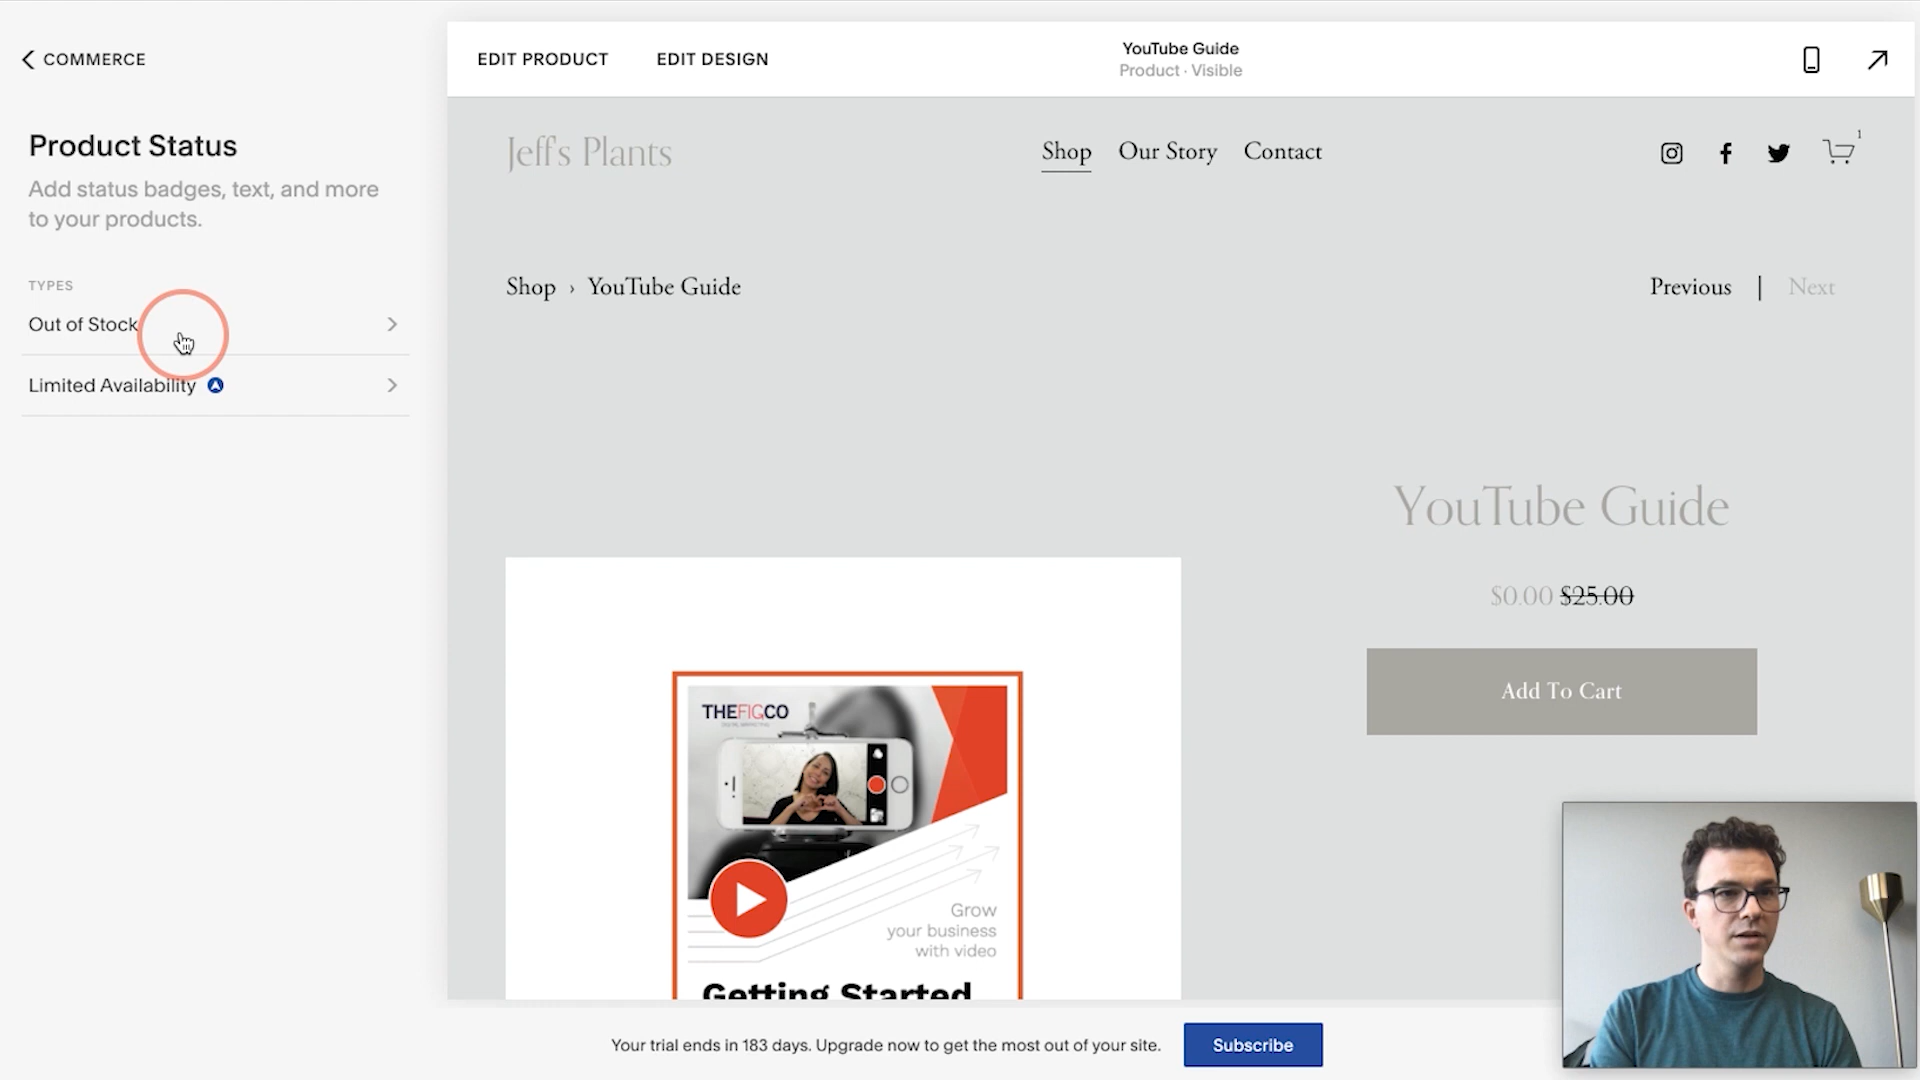 COMMERCE
Product Status
Add status badges, text, and more
to your products.
TYPES
Out of Stock
Limited Availability
EDIT PRODUCT
EDIT DESIGN
YouTube Guide
Product · Visible
Jeff's Plants
Shop
Our Story
Contact
1
Shop › YouTube Guide
Previous | Next
YouTube Guide
$0.00 $25.00
Add To Cart
THEFIGCO
Grow
your business
with video
Getting Started
Your trial ends in 183 days. Upgrade now to get the most out of your site.
Subscribe